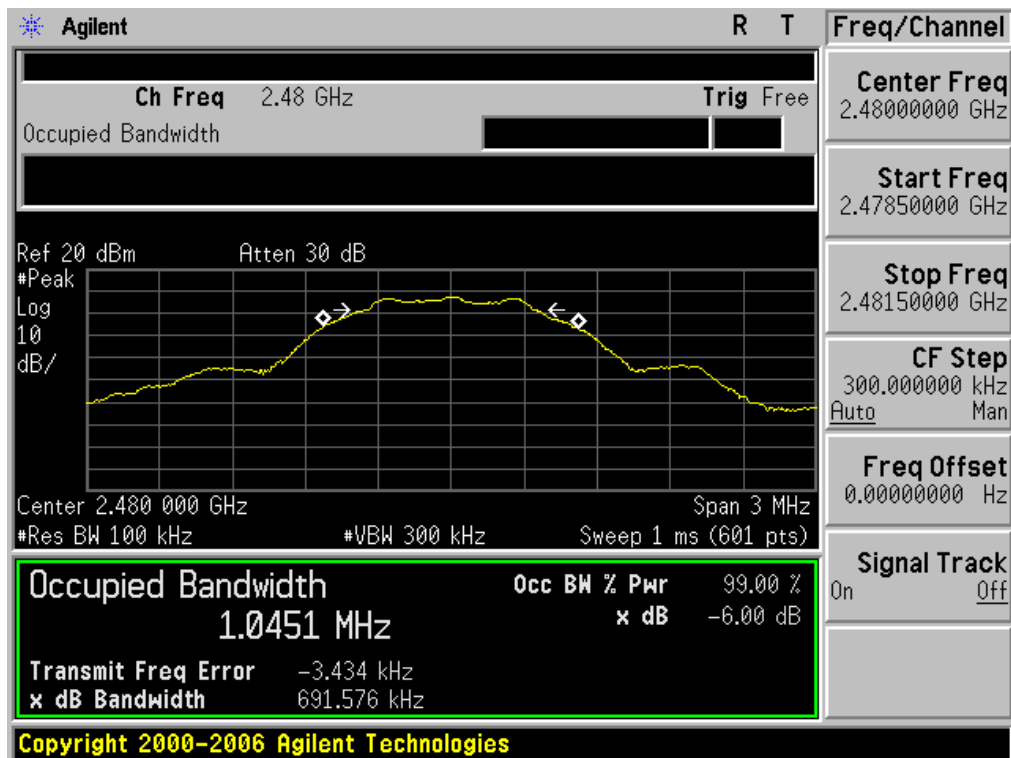 Agilent R T
Freq/Channel
Ch Freq 2.48 GHz Trig Free
Occupied Bandwidth
Center Freq
2.48000000 GHz
Start Freq
2.47850000 GHz
Stop Freq
2.48150000 GHz
CF Step
300.000000 kHz
Auto Man
Freq Offset
0.00000000 Hz
Signal Track
On Off
Ref 20 dBm Atten 30 dB
#Peak
Log
10
dB/
Center 2.480 000 GHz Span 3 MHz
#Res BW 100 kHz #VBW 300 kHz Sweep 1 ms (601 pts)
Occupied Bandwidth
1.0451 MHz
Occ BW % Pwr 99.00 %
x dB -6.00 dB
Transmit Freq Error -3.434 kHz
x dB Bandwidth 691.576 kHz
Copyright 2000-2006 Agilent Technologies